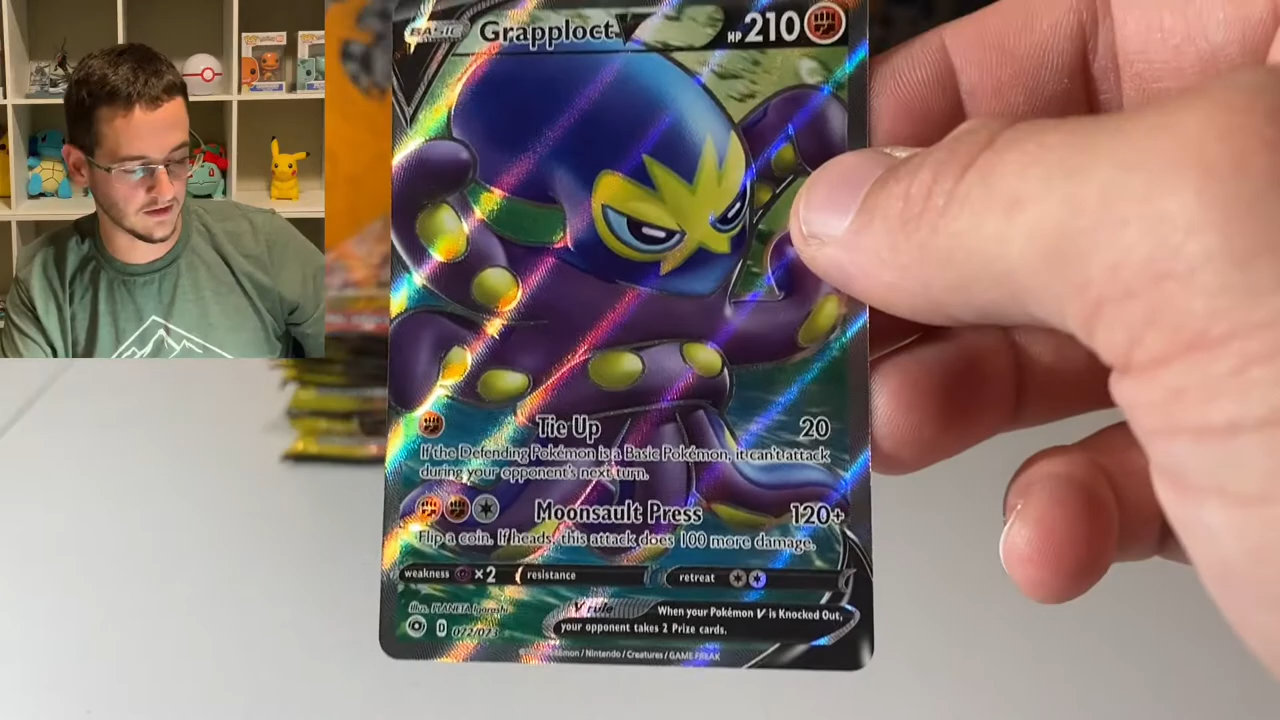 BASIC Grapploct V HP 210
Tie Up 20
If the Defending Pokémon is a Basic Pokémon, it can't attack
during your opponent's next turn.
Moonsault Press 120+
Flip a coin. If heads, this attack does 100 more damage.
weakness ×2 resistance retreat
Illus. PLANETA Igarashi
V rule When your Pokémon V is Knocked Out,
your opponent takes 2 Prize cards.
D 072/073
Pokémon / Nintendo / Creatures / GAME FREAK